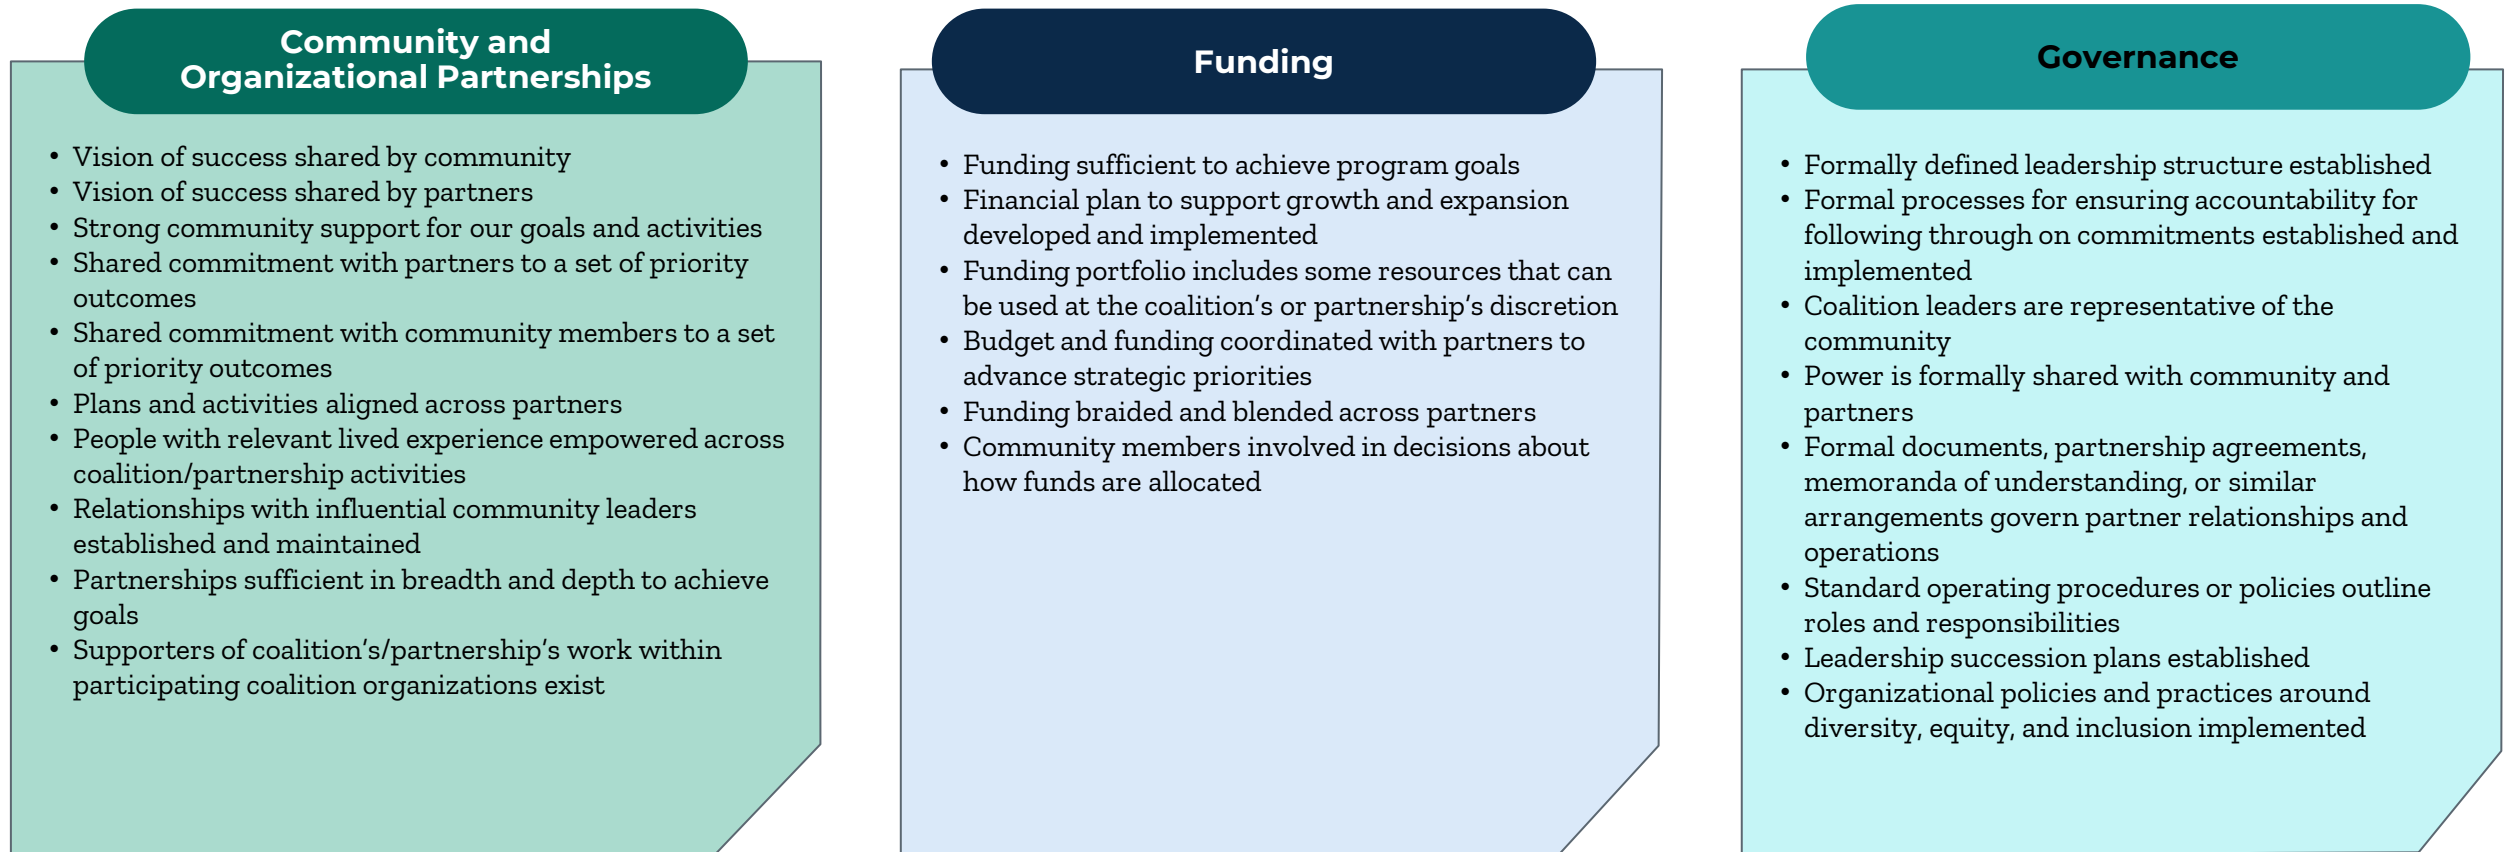 Community and
Organizational Partnerships
• Vision of success shared by community
• Vision of success shared by partners
• Strong community support for our goals and activities
• Shared commitment with partners to a set of priority
outcomes
• Shared commitment with community members to a set
of priority outcomes
• Plans and activities aligned across partners
• People with relevant lived experience empowered across
coalition/partnership activities
• Relationships with influential community leaders
established and maintained
• Partnerships sufficient in breadth and depth to achieve
goals
• Supporters of coalition’s/partnership’s work within
participating coalition organizations exist
Funding
• Funding sufficient to achieve program goals
• Financial plan to support growth and expansion
developed and implemented
• Funding portfolio includes some resources that can
be used at the coalition’s or partnership’s discretion
• Budget and funding coordinated with partners to
advance strategic priorities
• Funding braided and blended across partners
• Community members involved in decisions about
how funds are allocated
Governance
• Formally defined leadership structure established
• Formal processes for ensuring accountability for
following through on commitments established and
implemented
• Coalition leaders are representative of the
community
• Power is formally shared with community and
partners
• Formal documents, partnership agreements,
memoranda of understanding, or similar
arrangements govern partner relationships and
operations
• Standard operating procedures or policies outline
roles and responsibilities
• Leadership succession plans established
• Organizational policies and practices around
diversity, equity, and inclusion implemented